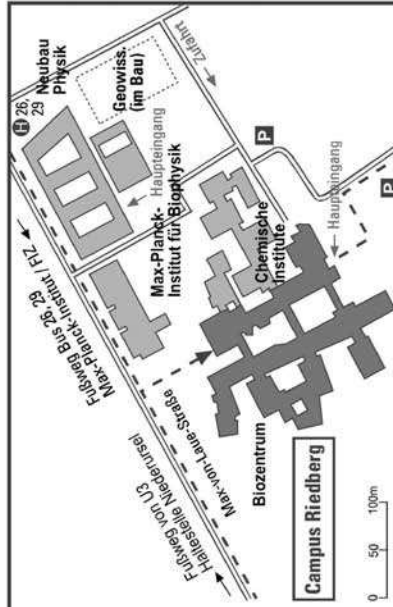 H 26,
29
Neubau
Physik
Geowiss.
(im Bau)
Zufahrt
Haupteingang
Max-Planck-
Institut für Biophysik
P
Fußweg Bus 26, 29
Max-Planck-Institut / FIZ
Chemische
Institute
Haupteingang
P
Max-von-Laue-Straße
Fußweg von U3
Haltestelle Niederursel
Biozentrum
Campus Riedberg
0 50 100m